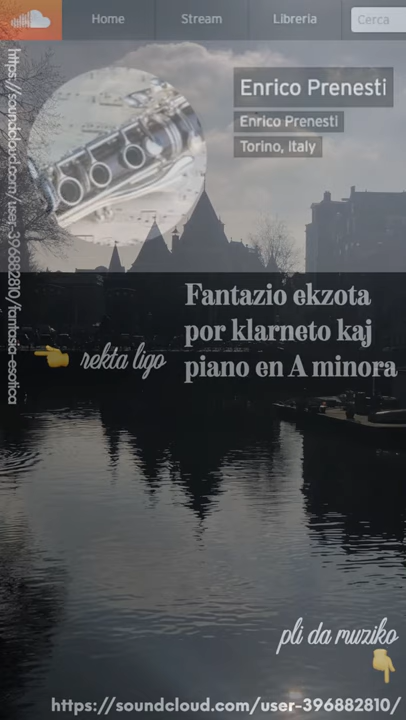 Home
Stream
Libreria
Cerca
Enrico Prenesti
Enrico Prenesti
Torino, Italy
https://soundcloud.com/user-396882810/fantasia-esotica
Fantazio ekzota
por klarneto kaj
piano en A minora
👈 rekta ligo
pli da muziko
👇
https://soundcloud.com/user-396882810/